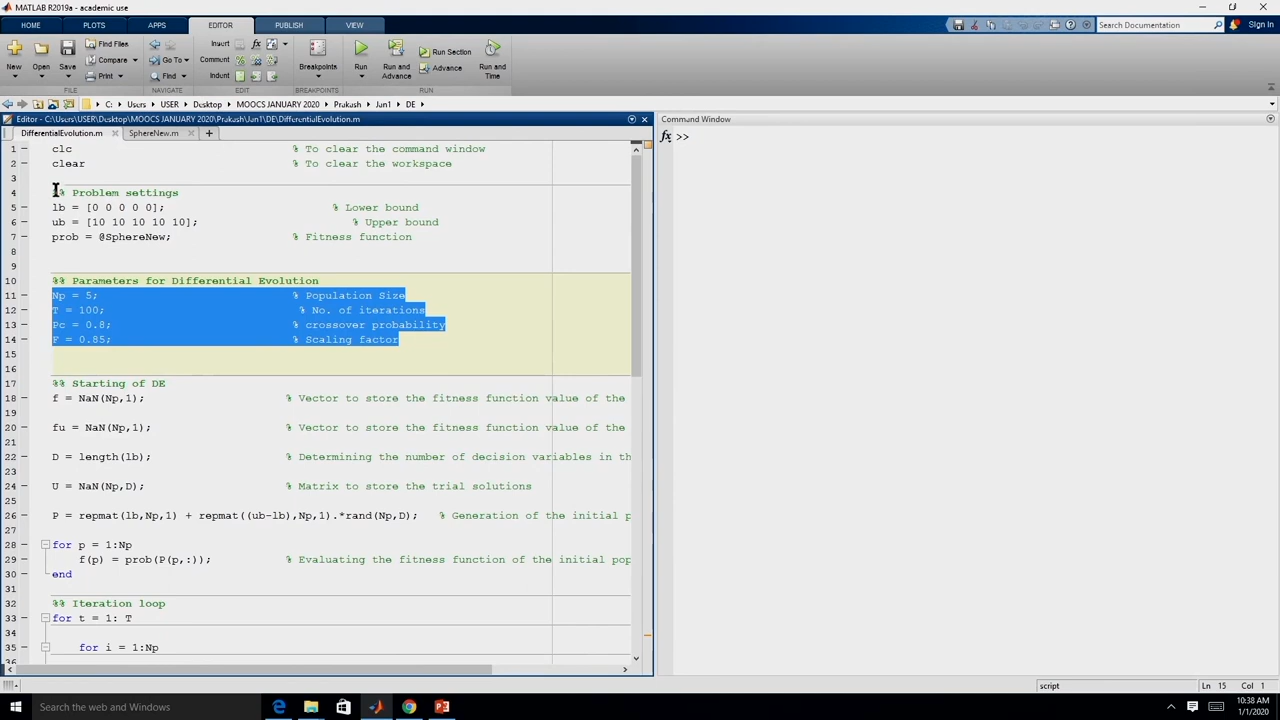 MATLAB R2019a - academic use
HOME PLOTS APPS EDITOR PUBLISH VIEW Search Documentation Sign In
New Open Save Find Files Compare Print Go To Find Insert Comment Indent fx Breakpoints Run Run and Advance Run Section Advance Run and Time
FILE NAVIGATE EDIT BREAKPOINTS RUN
C: Users USER Desktop MOOCS JANUARY 2020 Prakash Jan1 DE
Editor - C:\Users\USER\Desktop\MOOCS JANUARY 2020\Prakash\Jan1\DE\DifferentialEvolution.m
Command Window
DifferentialEvolution.m SphereNew.m
fx >>
1 clc % To clear the command window
2 clear % To clear the workspace
3
4 %% Problem settings
5 lb = [0 0 0 0 0]; % Lower bound
6 ub = [10 10 10 10 10]; % Upper bound
7 prob = @SphereNew; % Fitness function
8
9
10 %% Parameters for Differential Evolution
11 Np = 5; % Population Size
12 T = 100; % No. of iterations
13 Pc = 0.8; % crossover probability
14 F = 0.85; % Scaling factor
15
16
17 %% Starting of DE
18 f = NaN(Np,1); % Vector to store the fitness function value of the
19
20 fu = NaN(Np,1); % Vector to store the fitness function value of the
21
22 D = length(lb); % Determining the number of decision variables in th
23
24 U = NaN(Np,D); % Matrix to store the trial solutions
25
26 P = repmat(lb,Np,1) + repmat((ub-lb),Np,1).*rand(Np,D); % Generation of the initial p
27
28 for p = 1:Np
29 f(p) = prob(P(p,:)); % Evaluating the fitness function of the initial pop
30 end
31
32 %% Iteration loop
33 for t = 1: T
34
35 for i = 1:Np
36
script Ln 15 Col 1
Search the web and Windows
10:38 AM
1/1/2020